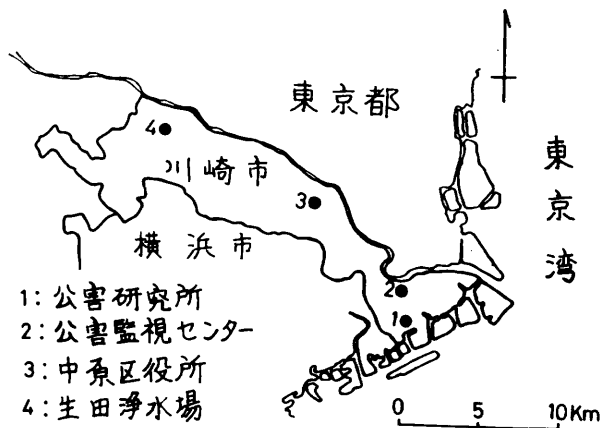 東京都
東京湾
4
川崎市
3
横浜市
2
1
1:公害研究所
2:公害監視センター
3:中原区役所
4:生田浄水場
0 5 10Km